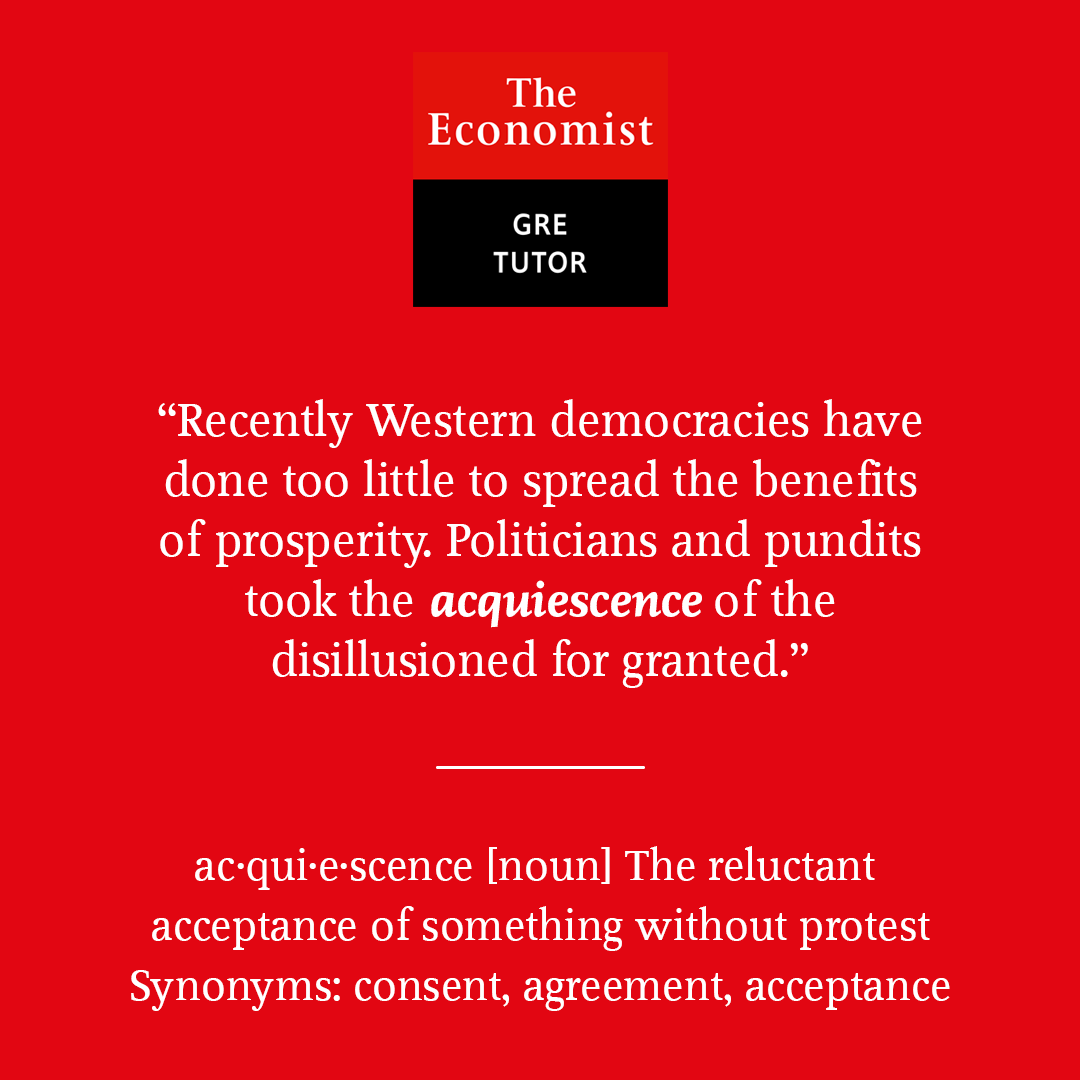 The
Economist
GRE
TUTOR
“Recently Western democracies have
done too little to spread the benefits
of prosperity. Politicians and pundits
took the acquiescence of the
disillusioned for granted.”
ac·qui·e·scence [noun] The reluctant
acceptance of something without protest
Synonyms: consent, agreement, acceptance